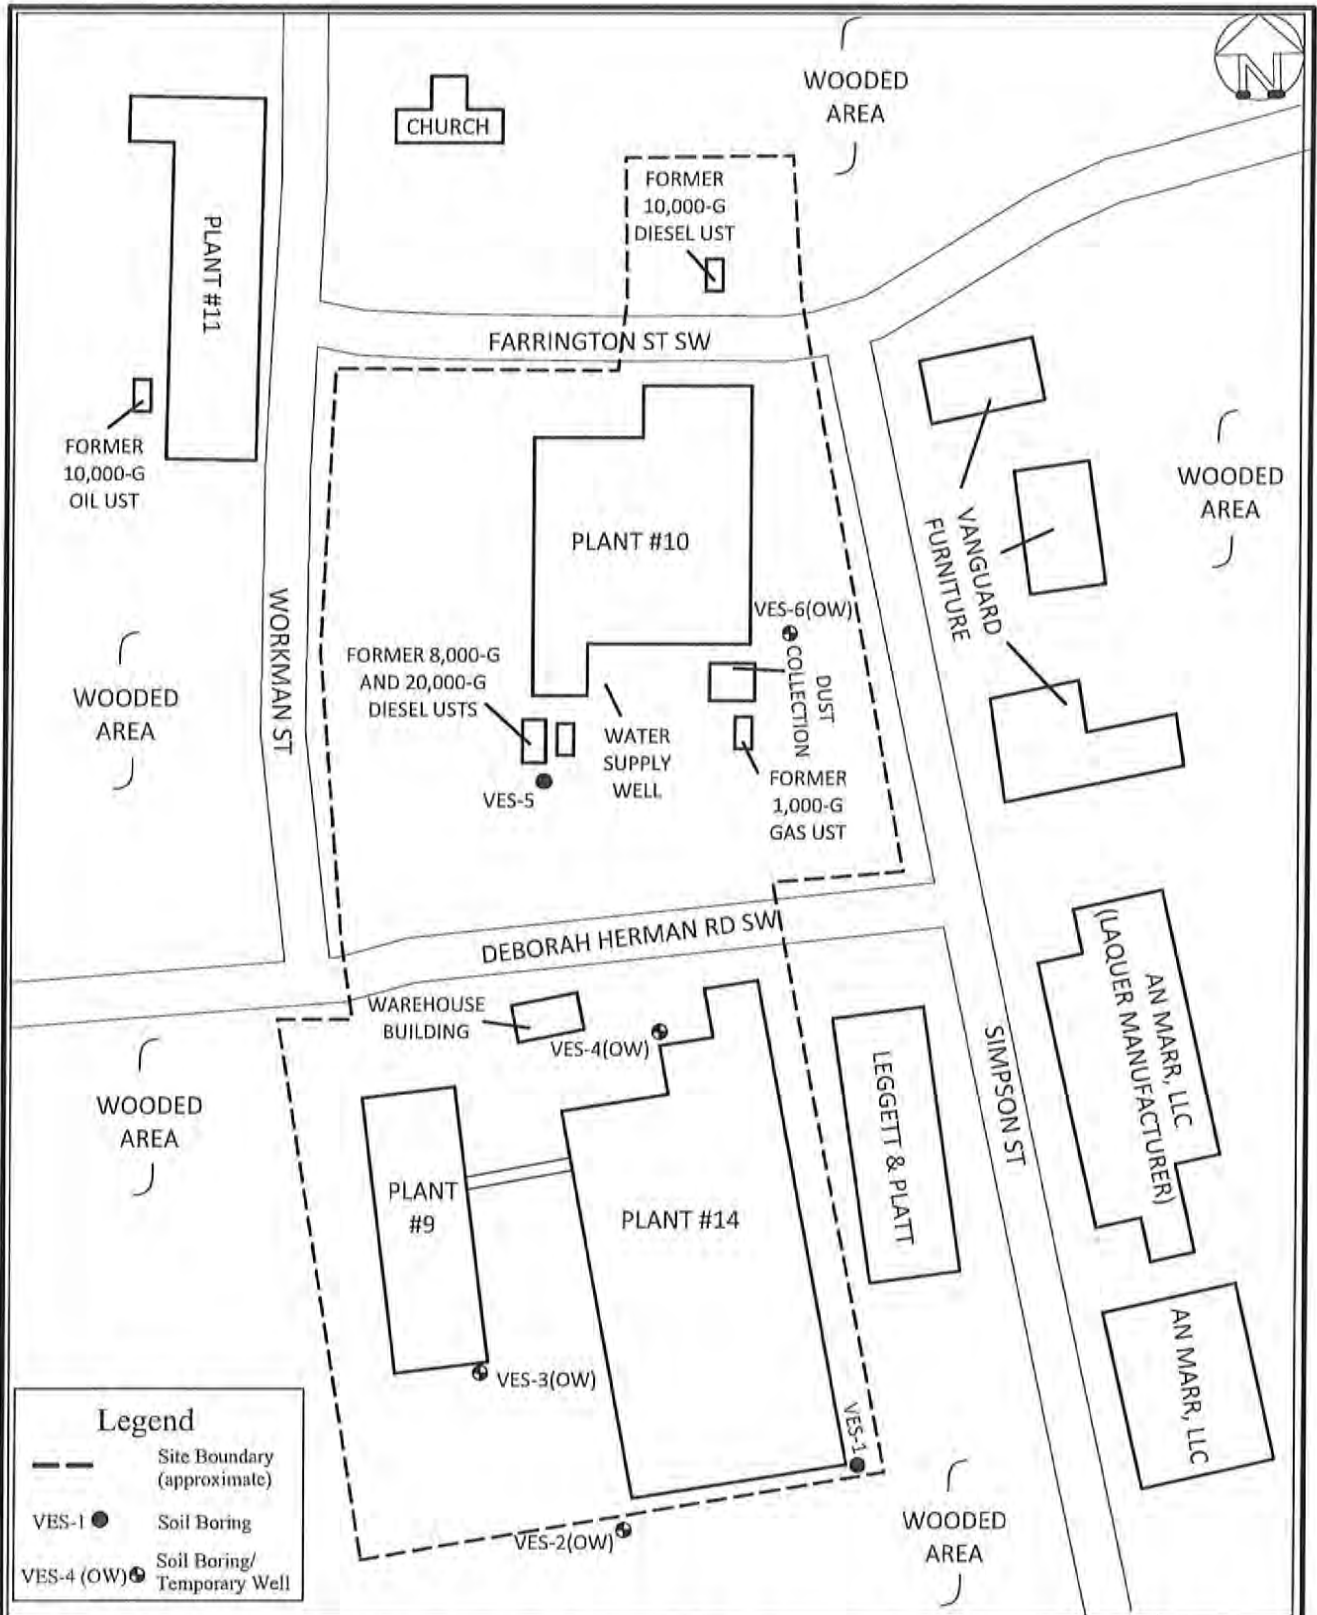 WOODED
AREA
N
CHURCH
FORMER
10,000-G
DIESEL UST
PLANT #11
FARRINGTON ST SW
FORMER
10,000-G
OIL UST
WOODED
AREA
VANGUARD
FURNITURE
PLANT #10
WORKMAN ST
VES-6(OW)
FORMER 8,000-G
AND 20,000-G
DIESEL USTS
DUST
COLLECTION
WOODED
AREA
WATER
SUPPLY
WELL
VES-5
FORMER
1,000-G
GAS UST
DEBORAH HERMAN RD SW
WAREHOUSE
BUILDING
VES-4(OW)
AN MARR, LLC
(LAQUER MANUFACTURER)
SIMPSON ST
LEGGETT & PLATT
WOODED
AREA
PLANT
#9
PLANT #14
VES-3(OW)
VES-1
AN MARR, LLC
WOODED
AREA
VES-2(OW)
Legend
Site Boundary
(approximate)
VES-1
Soil Boring
VES-4 (OW)
Soil Boring/
Temporary Well